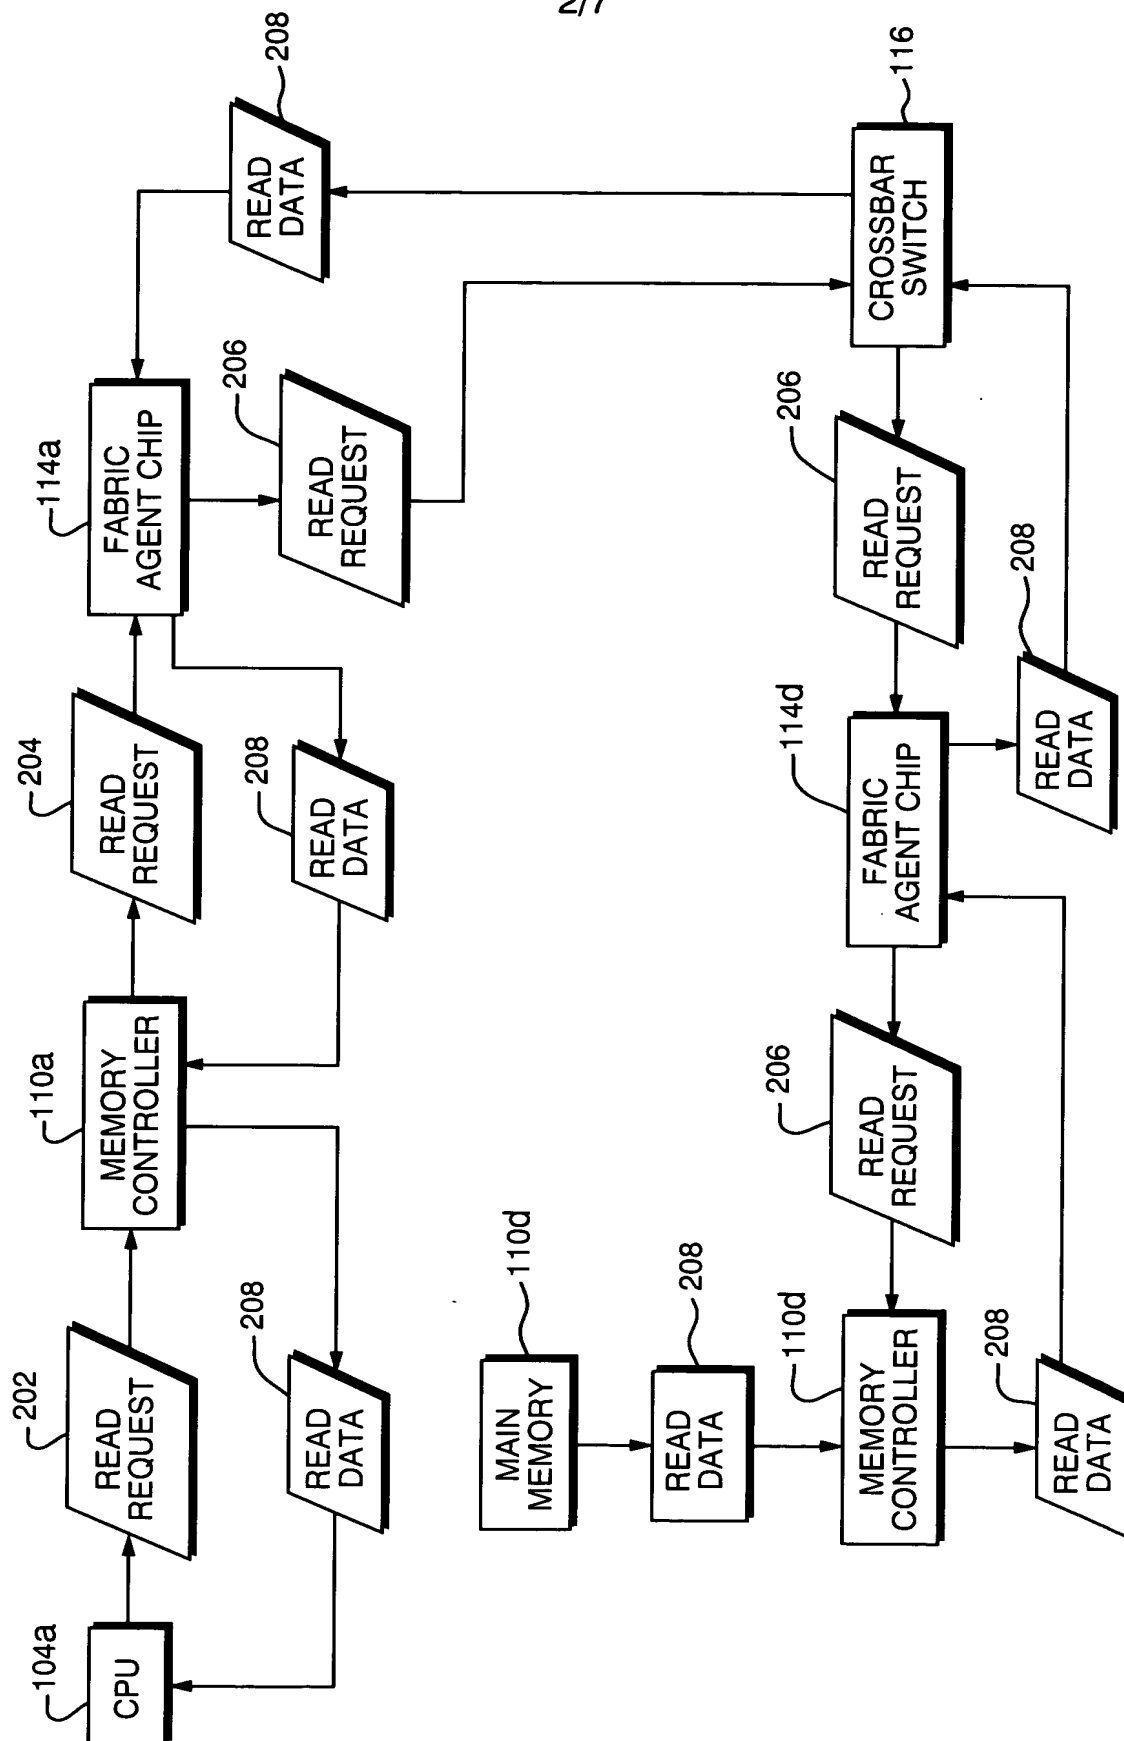 2/7
104a
CPU
202
READ
REQUEST
110a
MEMORY
CONTROLLER
204
READ
REQUEST
114a
FABRIC
AGENT CHIP
208
READ
DATA
208
READ
DATA
208
READ
DATA
206
READ
REQUEST
110d
MAIN
MEMORY
208
READ
DATA
110d
MEMORY
CONTROLLER
206
READ
REQUEST
114d
FABRIC
AGENT CHIP
206
READ
REQUEST
116
CROSSBAR
SWITCH
208
READ
DATA
208
READ
DATA